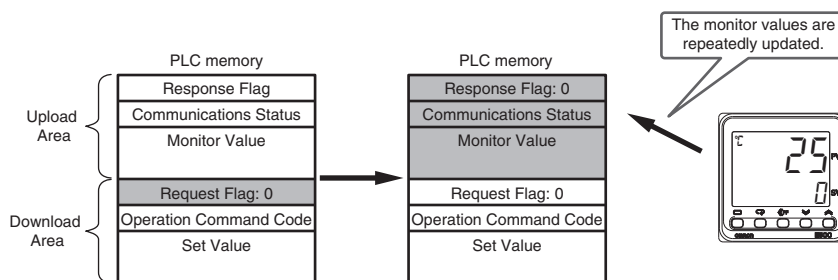 The monitor values are
repeatedly updated.
PLC memory
PLC memory
Upload
Area
Response Flag
Communications Status
Monitor Value
Response Flag: 0
Communications Status
Monitor Value
Download
Area
Request Flag: 0
Operation Command Code
Set Value
Request Flag: 0
Operation Command Code
Set Value
°C
25
0
omron